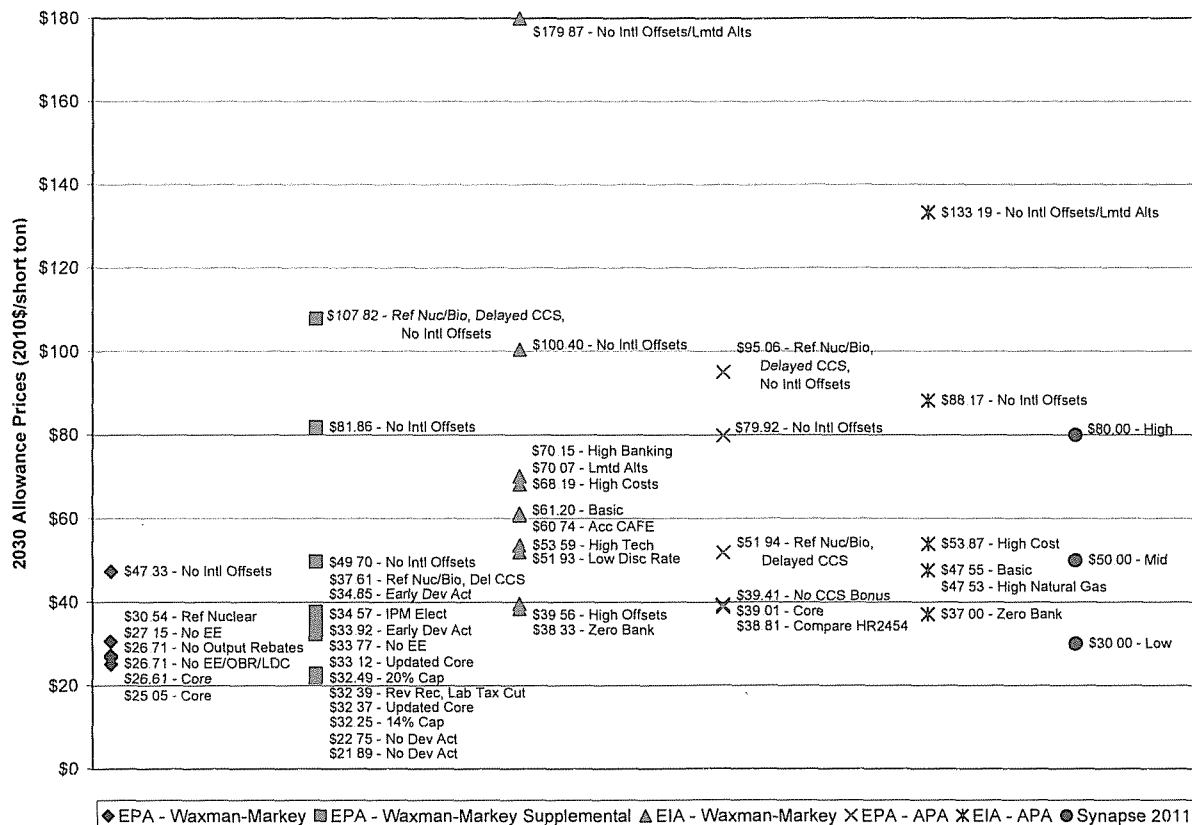 2030 Allowance Prices (2010$/short ton)
$180
$160
$140
$120
$100
$80
$60
$40
$20
$0
$47 33 - No Intl Offsets
$30 54 - Ref Nuclear
$27 15 - No EE
$26 71 - No Output Rebates
$26 71 - No EE/OBR/LDC
$26.61 - Core
$25 05 - Core
$107 82 - Ref Nuc/Bio, Delayed CCS,
No Intl Offsets
$81.86 - No Intl Offsets
$49 70 - No Intl Offsets
$37 61 - Ref Nuc/Bio, Del CCS
$34.85 - Early Dev Act
$34 57 - IPM Elect
$33 92 - Early Dev Act
$33 77 - No EE
$33 12 - Updated Core
$32.49 - 20% Cap
$32 39 - Rev Rec, Lab Tax Cut
$32 37 - Updated Core
$32 25 - 14% Cap
$22 75 - No Dev Act
$21 89 - No Dev Act
$179 87 - No Intl Offsets/Lmtd Alts
$100 40 - No Intl Offsets
$70 15 - High Banking
$70 07 - Lmtd Alts
$68 19 - High Costs
$61.20 - Basic
$60 74 - Acc CAFE
$53 59 - High Tech
$51 93 - Low Disc Rate
$39 56 - High Offsets
$38 33 - Zero Bank
$95 06 - Ref Nuc/Bio,
Delayed CCS,
No Intl Offsets
$79.92 - No Intl Offsets
$51 94 - Ref Nuc/Bio,
Delayed CCS
$39.41 - No CCS Bonus
$39 01 - Core
$38 81 - Compare HR2454
$133 19 - No Intl Offsets/Lmtd Alts
$88.17 - No Intl Offsets
$53.87 - High Cost
$47 55 - Basic
$47 53 - High Natural Gas
$37 00 - Zero Bank
$80.00 - High
$50 00 - Mid
$30 00 - Low
EPA - Waxman-Markey EPA - Waxman-Markey Supplemental EIA - Waxman-Markey EPA - APA EIA - APA Synapse 2011